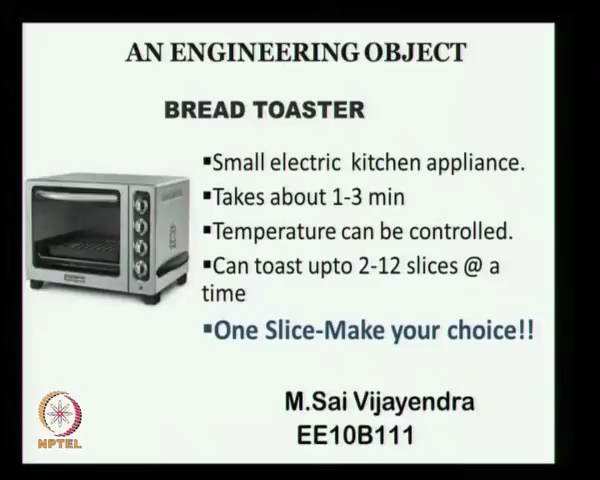 AN ENGINEERING OBJECT
BREAD TOASTER
▪Small electric kitchen appliance.
▪Takes about 1-3 min
▪Temperature can be controlled.
▪Can toast upto 2-12 slices @ a
time
▪One Slice-Make your choice!!
M.Sai Vijayendra
EE10B111
NPTEL